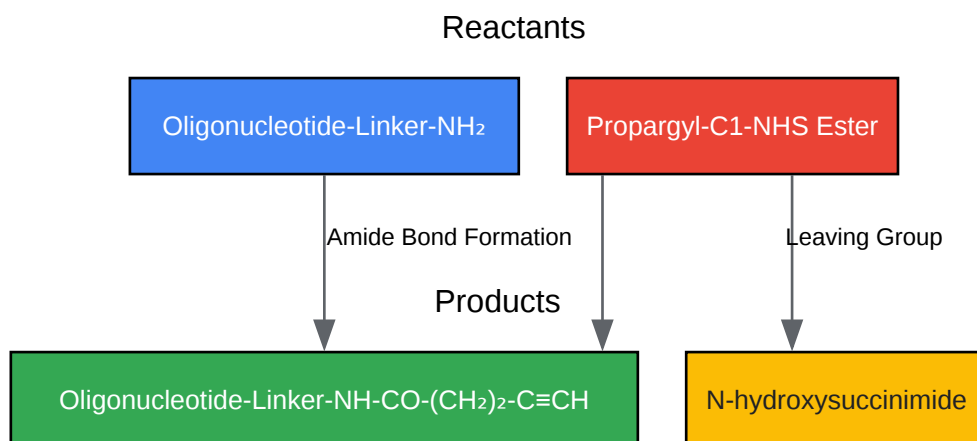 Reactants
Oligonucleotide-Linker-NH₂
Propargyl-C1-NHS Ester
Amide Bond Formation
Leaving Group
Products
Oligonucleotide-Linker-NH-CO-(CH₂)₂-C≡CH
N-hydroxysuccinimide